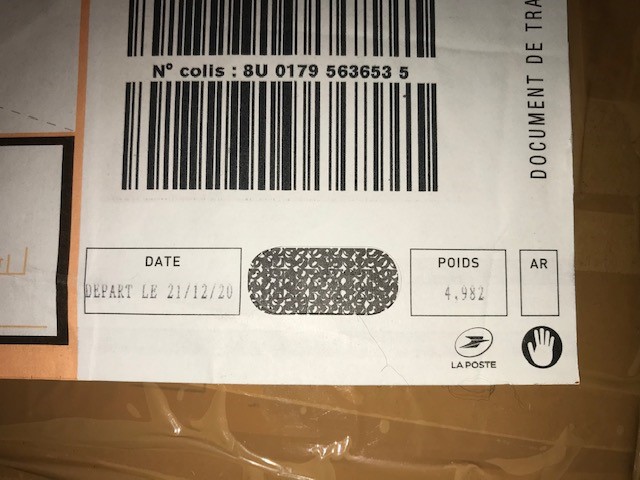 N° colis : 8U 0179 563653 5
DOCUMENT DE TRA
DATE
DEPART LE 21/12/20
POIDS
4.982
AR
LA POSTE